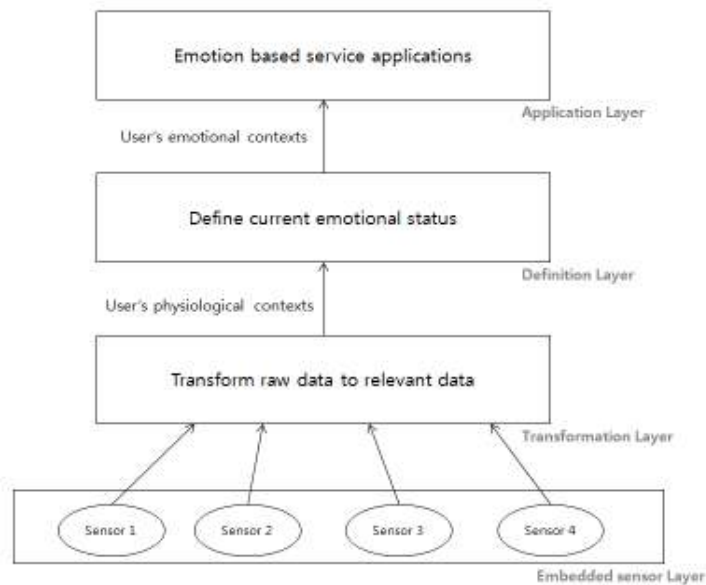 Emotion based service applications
Application Layer
User's emotional contexts
Define current emotional status
Definition Layer
User's physiological contexts
Transform raw data to relevant data
Transformation Layer
Sensor 1
Sensor 2
Sensor 3
Sensor 4
Embedded sensor Layer